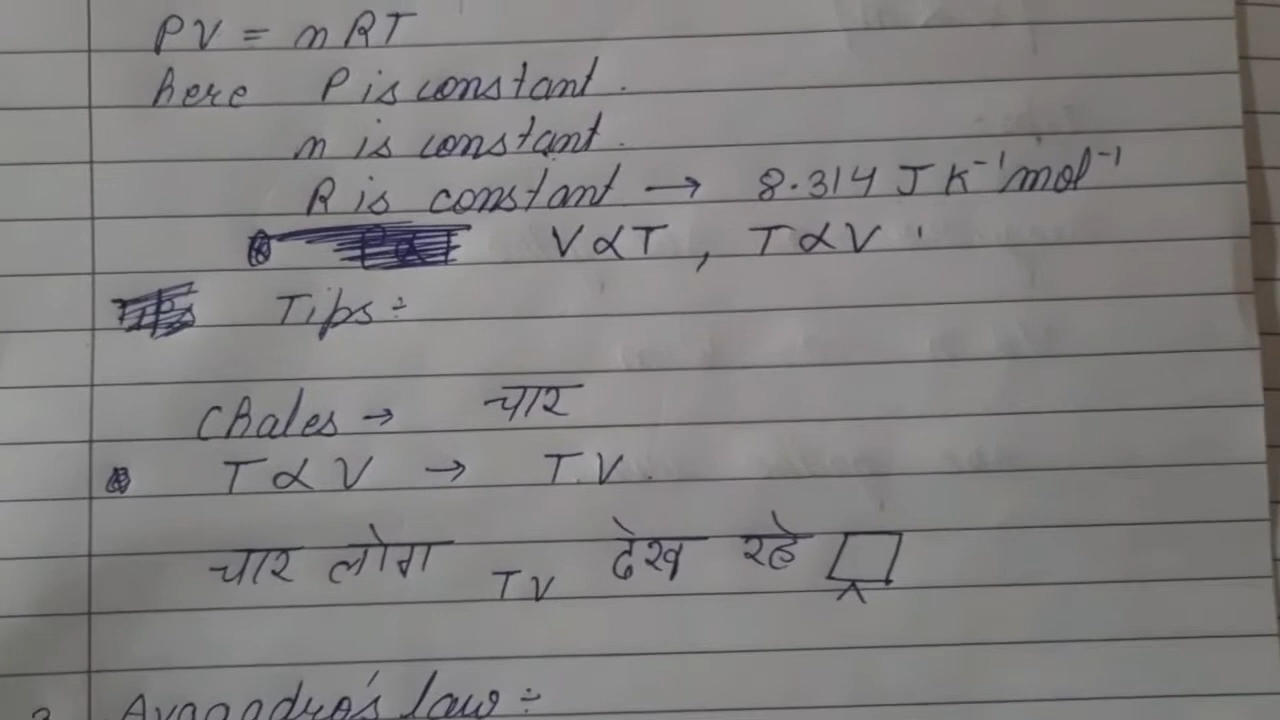 PV = nRT
here P is constant.
n is constant.
R is constant → 8.314 J K⁻¹ mol⁻¹
V ∝ T , T ∝ V .
Tips:-
Chales → चार
T ∝ V → T.V.
चार लोग TV देख रहे
Avogadro's law :-